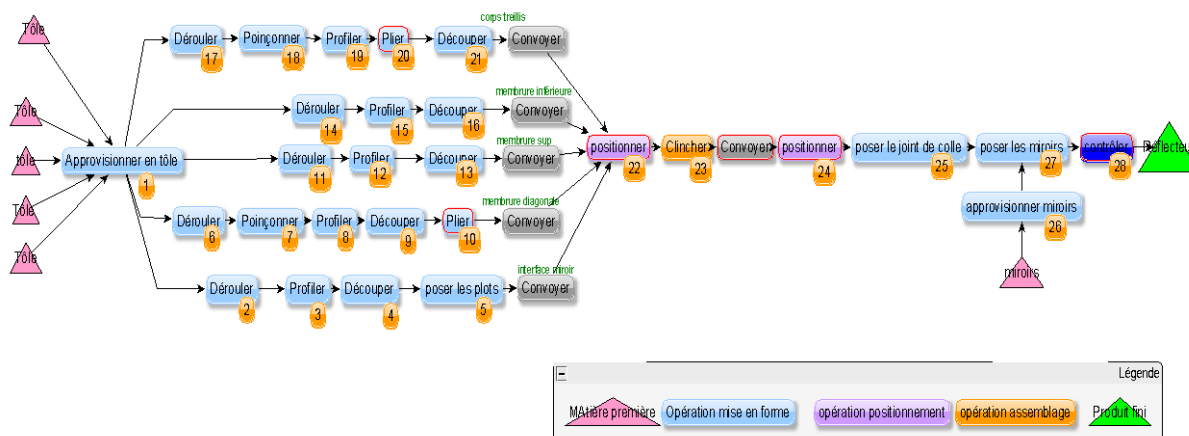 Tôle
corps treillis
Dérouler Poinçonner Profiler Plier Découper Convoyer
17 18 19 20 21
Tôle
membrure inférieure
Dérouler Profiler Découper Convoyer
14 15 16
membrure sup
tôle Approvisionner en tôle Dérouler Profiler Découper Convoyer
1 11 12 13
positionner Clincher Convoyer positionner poser le joint de colle poser les miroirs contrôler Réflecteur
22 23 24 25 27 28
membrure diagonale
Tôle Dérouler Poinçonner Profiler Découper Plier Convoyer
6 7 8 9 10
approvisionner miroirs
26
Tôle
interface miroir
Dérouler Profiler Découper poser les plots Convoyer
2 3 4 5
miroirs
Légende
MAtière première Opération mise en forme opération positionnement opération assemblage Produit fini